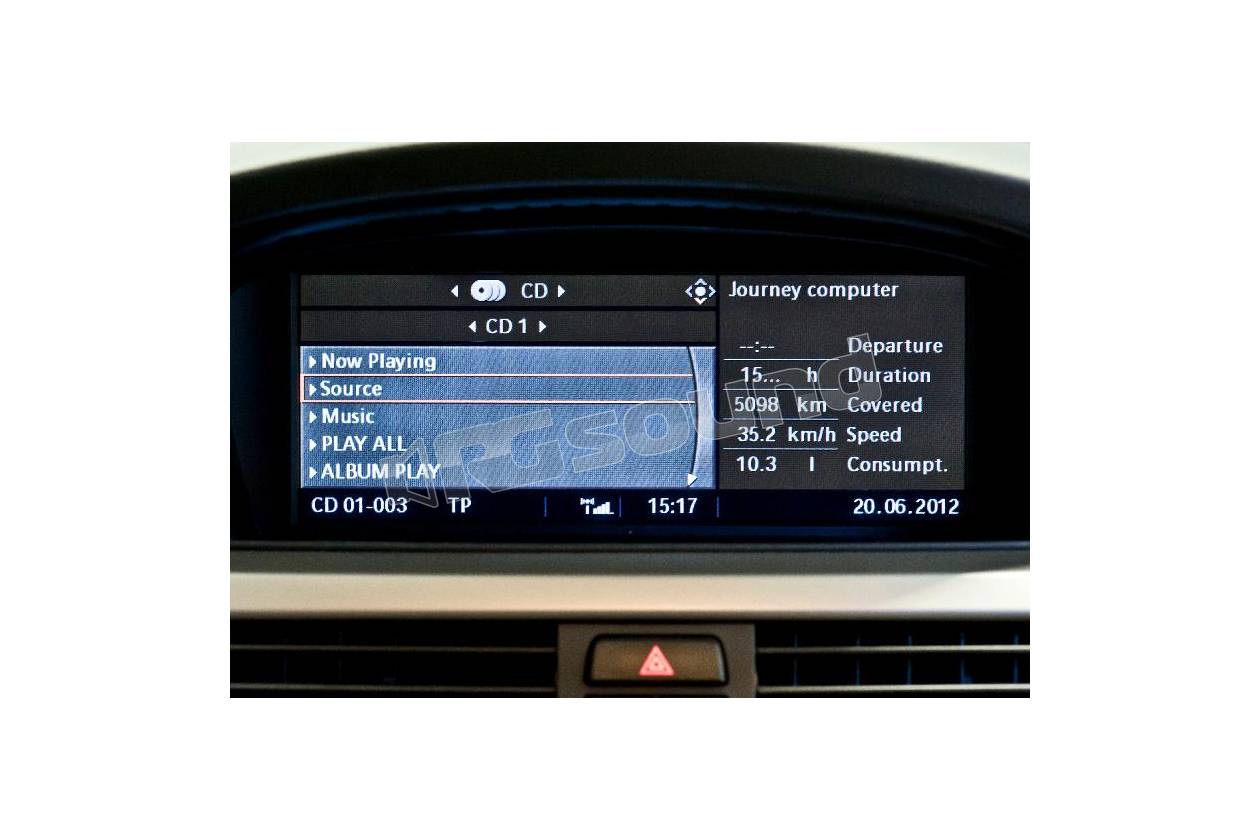 CD
CD 1
Now Playing
Source
Music
PLAY ALL
ALBUM PLAY
CD 01-003 TP 15:17
Journey computer
--:-- Departure
15... h Duration
5098 km Covered
35.2 km/h Speed
10.3 l Consumpt.
20.06.2012
RGsound